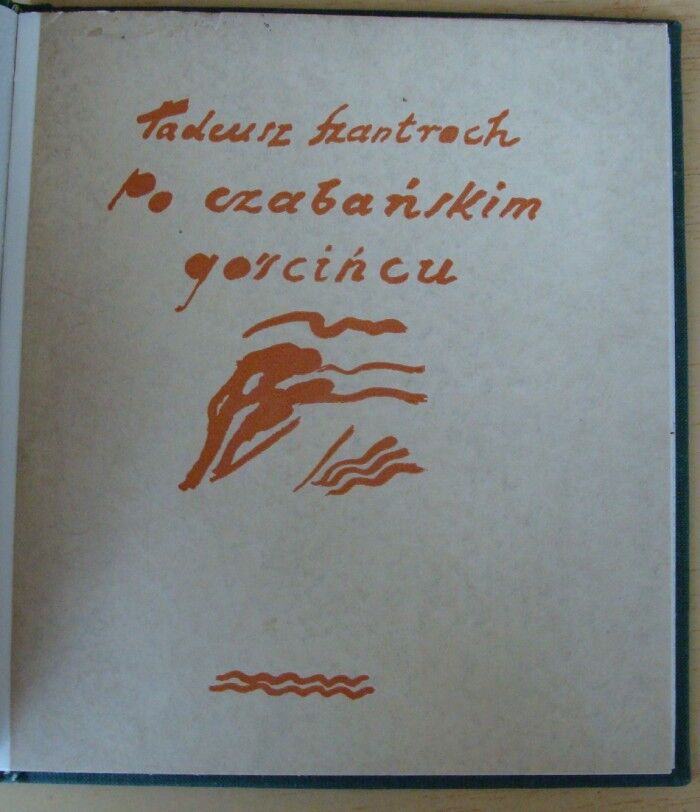 Tadeusz Szantroch
Po czabańskim
gościńcu